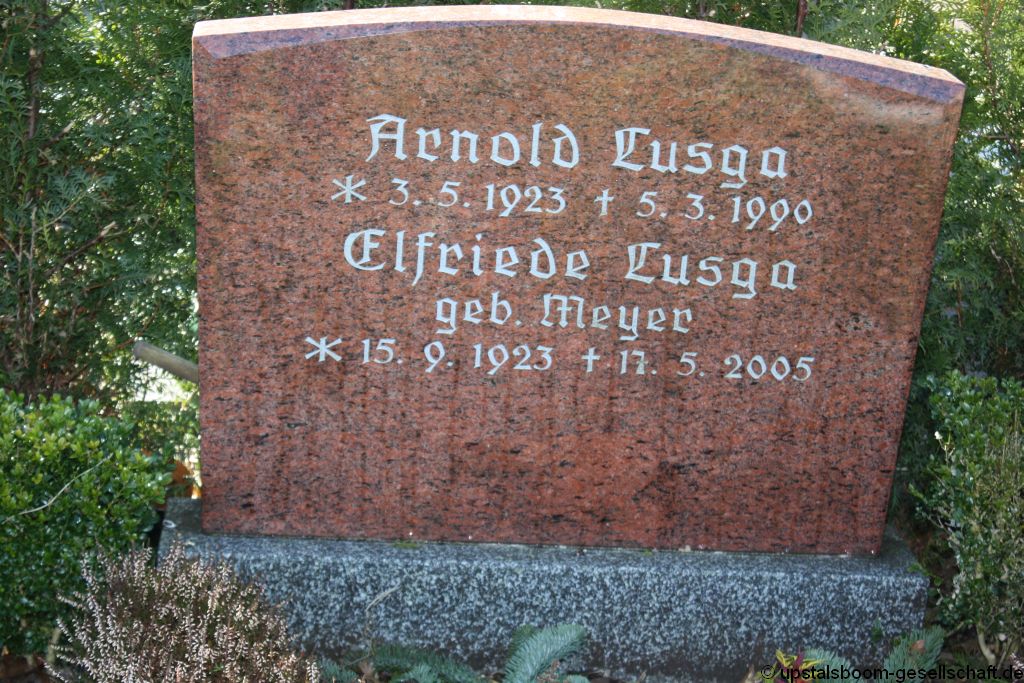 Arnold Lusga
* 3. 5. 1923 † 5. 3. 1990
Elfriede Lusga
geb. Meyer
* 15. 9. 1923 † 17. 5. 2005
© upstalsboom-gesellschaft.de